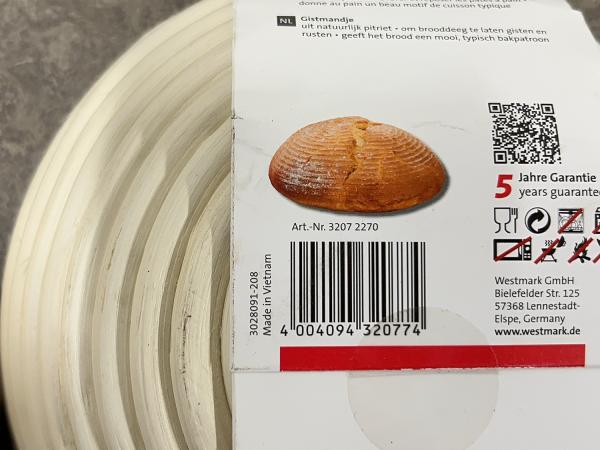 donne au pain un beau motif de cuisson typique
NL Gistmandje
uit natuurlijk pitriet • om brooddeeg te laten gisten en
rusten • geeft het brood een mooi, typisch bakpatroon
5 Jahre Garantie
years guarantee
Art.-Nr. 3207 2270
3028091-208
Made in Vietnam
4 004094 320774
Westmark GmbH
Bielefelder Str. 125
57368 Lennestadt-
Elspe, Germany
www.westmark.de